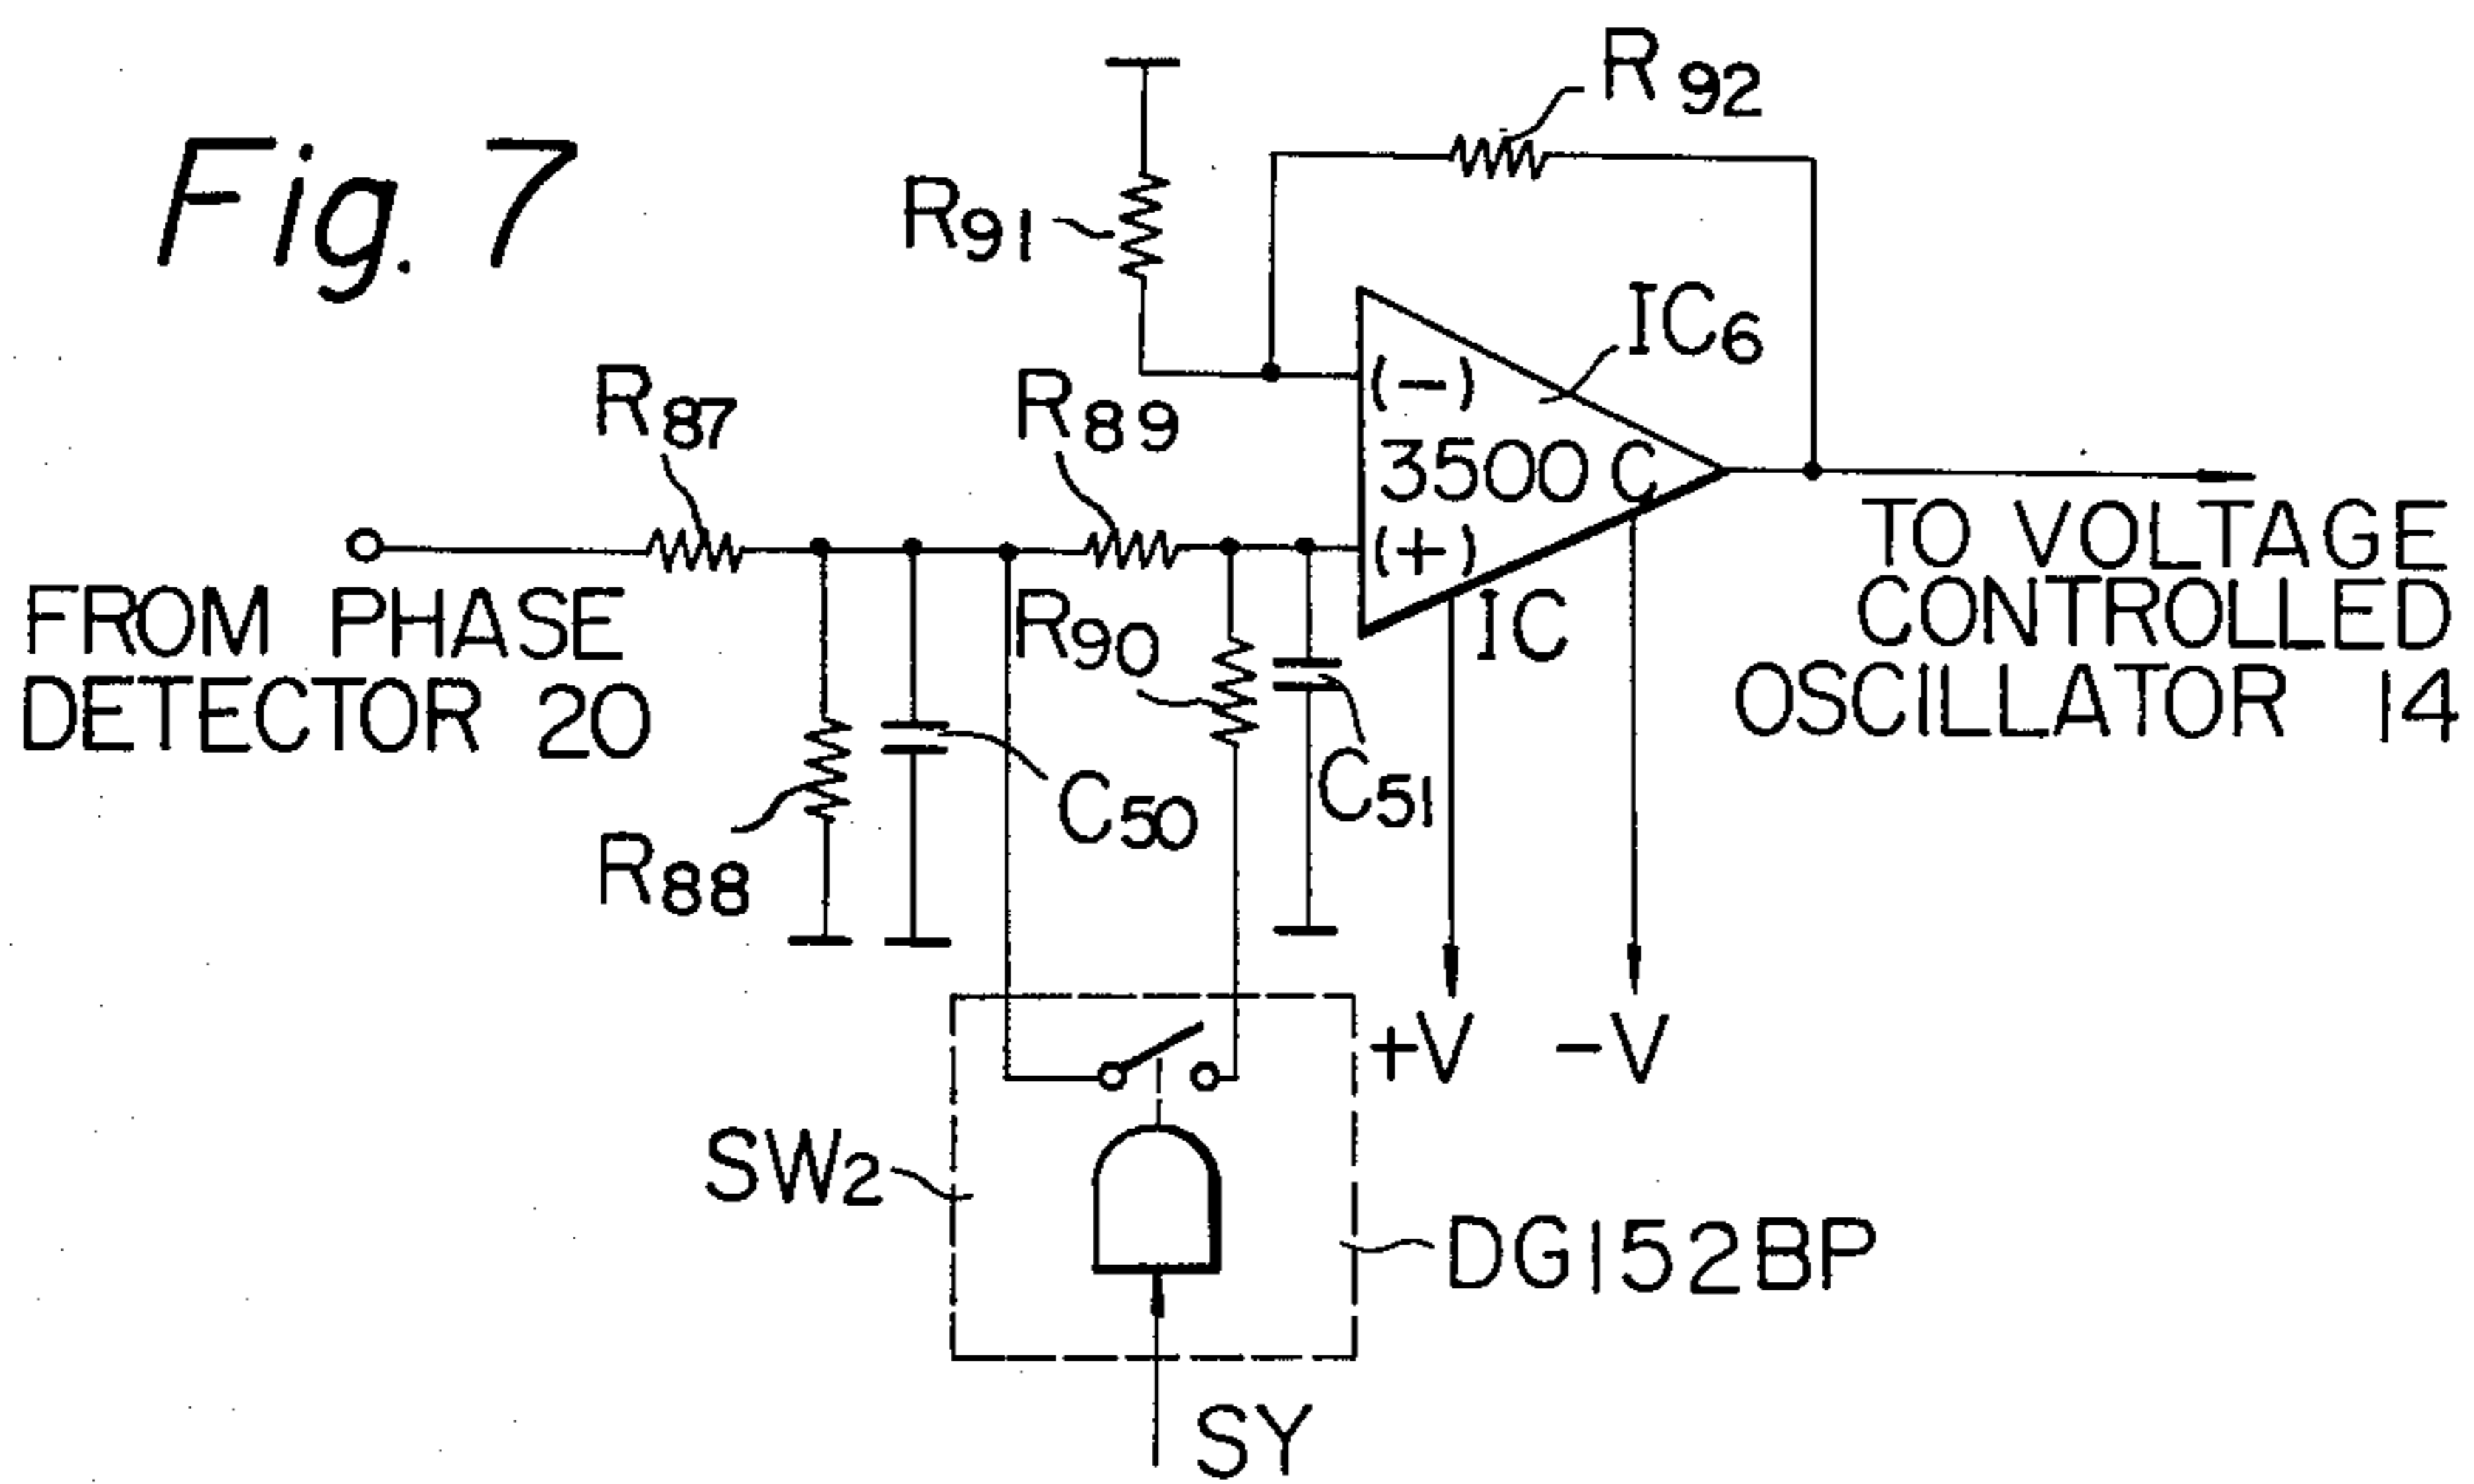 Fig. 7
R92
R91
IC6
R87
R89
(-)
3500 C
(+)
FROM PHASE
DETECTOR 20
R90
IC
TO VOLTAGE
CONTROLLED
OSCILLATOR 14
R88
C50
C51
+V
-V
SW2
DG152BP
SY